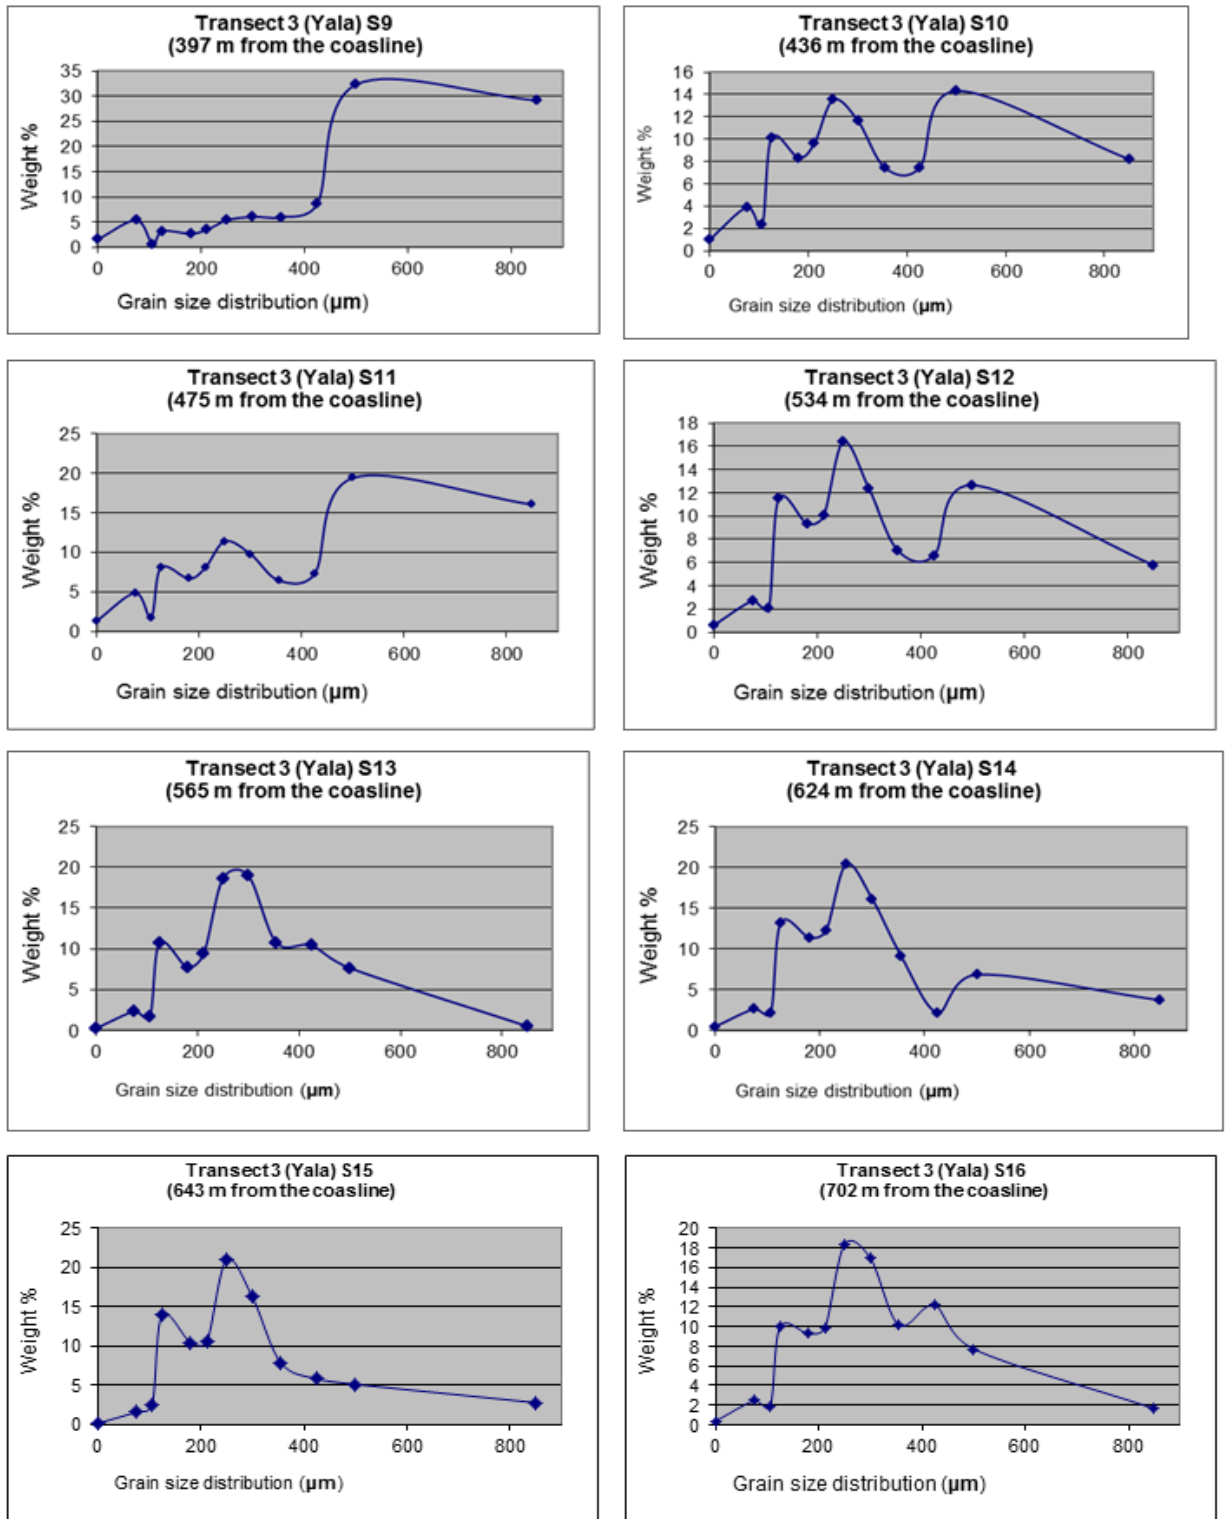 Transect 3 (Yala) S9
(397 m from the coasline)
35
30
25
20
15
10
5
0
Weight %
0 200 400 600 800
Grain size distribution (µm)
Transect 3 (Yala) S10
(436 m from the coasline)
16
14
12
10
8
6
4
2
0
Weight %
0 200 400 600 800
Grain size distribution (µm)
Transect 3 (Yala) S11
(475 m from the coasline)
25
20
15
10
5
0
Weight %
0 200 400 600 800
Grain size distribution (µm)
Transect 3 (Yala) S12
(534 m from the coasline)
18
16
14
12
10
8
6
4
2
0
Weight %
0 200 400 600 800
Grain size distribution (µm)
Transect 3 (Yala) S13
(565 m from the coasline)
25
20
15
10
5
0
Weight %
0 200 400 600 800
Grain size distribution (µm)
Transect 3 (Yala) S14
(624 m from the coasline)
25
20
15
10
5
0
Weight %
0 200 400 600 800
Grain size distribution (µm)
Transect 3 (Yala) S15
(643 m from the coasline)
25
20
15
10
5
0
Weight %
0 200 400 600 800
Grain size distribution (µm)
Transect 3 (Yala) S16
(702 m from the coasline)
20
18
16
14
12
10
8
6
4
2
0
Weight %
0 200 400 600 800
Grain size distribution (µm)